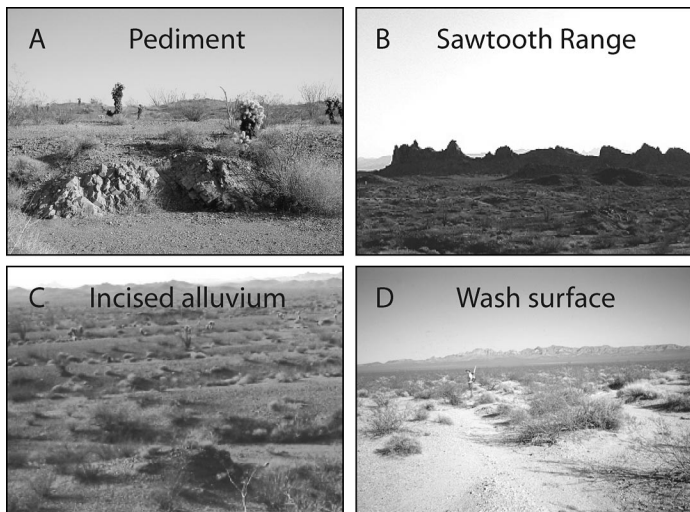 A Pediment
B Sawtooth Range
C Incised alluvium
D Wash surface